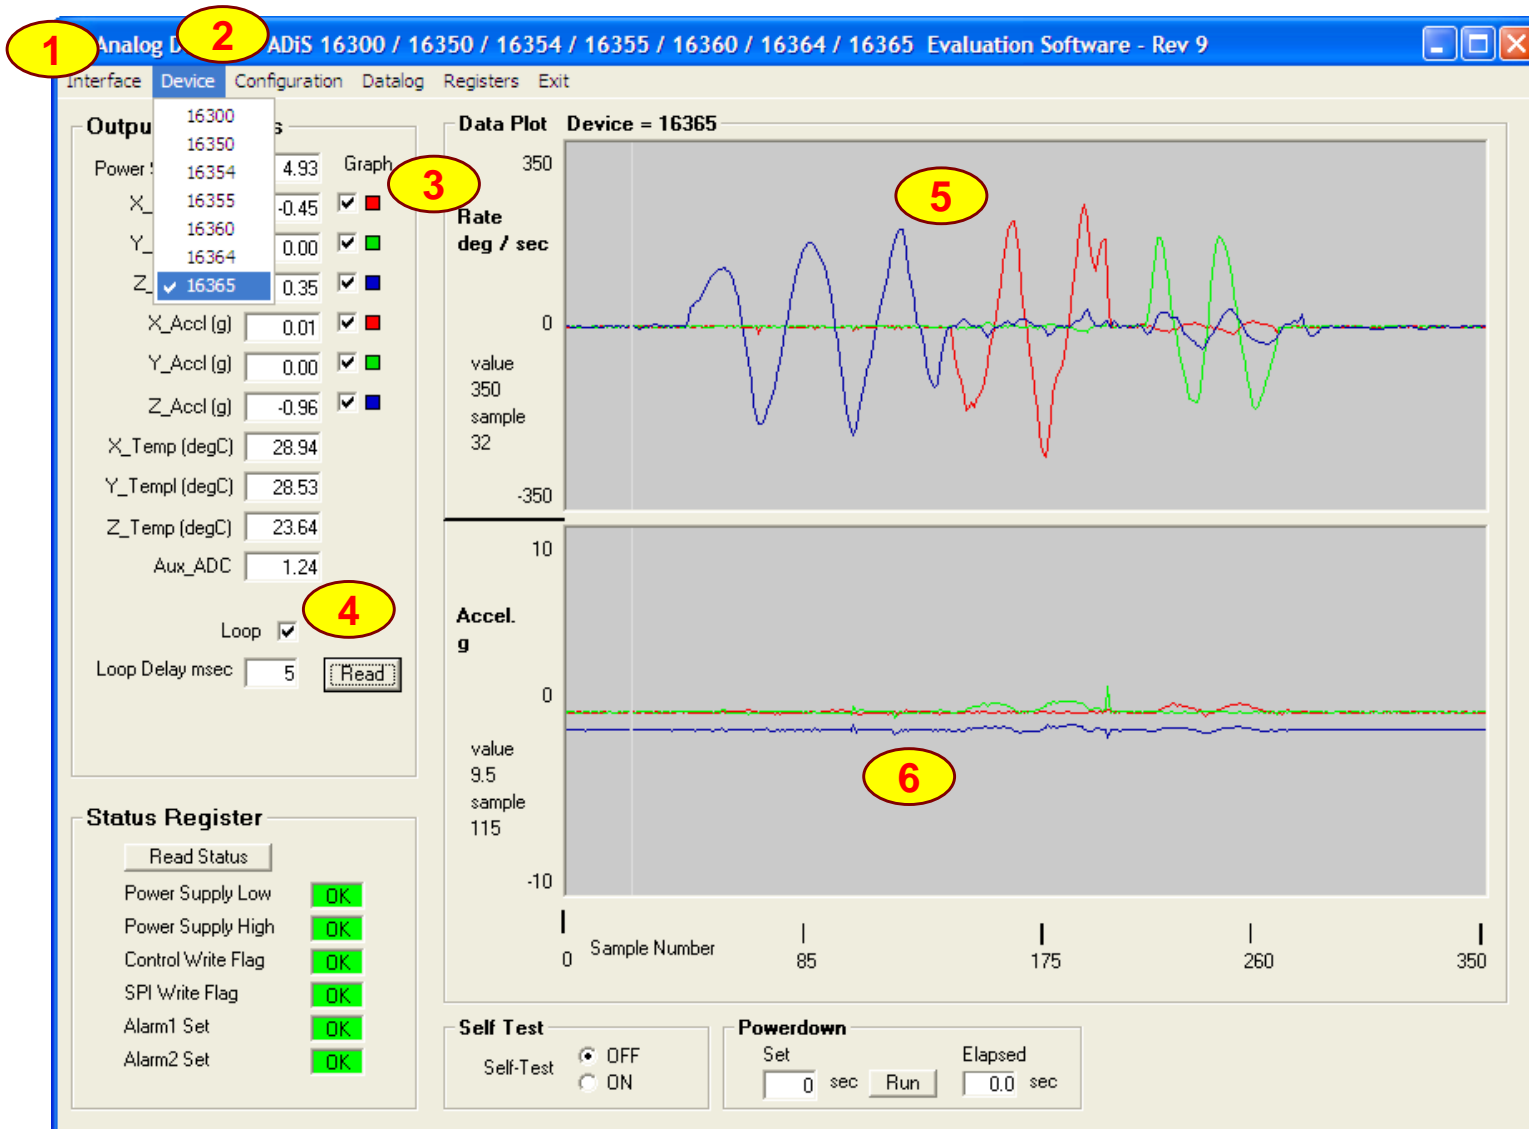 1
2
Analog D ADiS 16300 / 16350 / 16354 / 16355 / 16360 / 16364 / 16365 Evaluation Software - Rev 9
Interface Device Configuration Datalog Registers Exit
16300
16350
16354
16355
16360
16364
16365
Outpu s
Power S 4.93 Graph
X_ -0.45
Y_ 0.00
Z_ 0.35
X_Accl (g) 0.01
Y_Accl (g) 0.00
Z_Accl (g) -0.96
X_Temp (degC) 28.94
Y_Templ (degC) 28.53
Z_Temp (degC) 23.64
Aux_ADC 1.24
3
4
Loop
Loop Delay msec 5 Read
Status Register
Read Status
Power Supply Low OK
Power Supply High OK
Control Write Flag OK
SPI Write Flag OK
Alarm1 Set OK
Alarm2 Set OK
Data Plot Device = 16365
350
5
Rate
deg / sec
0
value
350
sample
32
-350
10
Accel.
g
0
value
9.5
sample
115
6
-10
Sample Number
0 85 175 260 350
Self Test
Self-Test OFF
ON
Powerdown
Set Elapsed
0 sec Run 0.0 sec